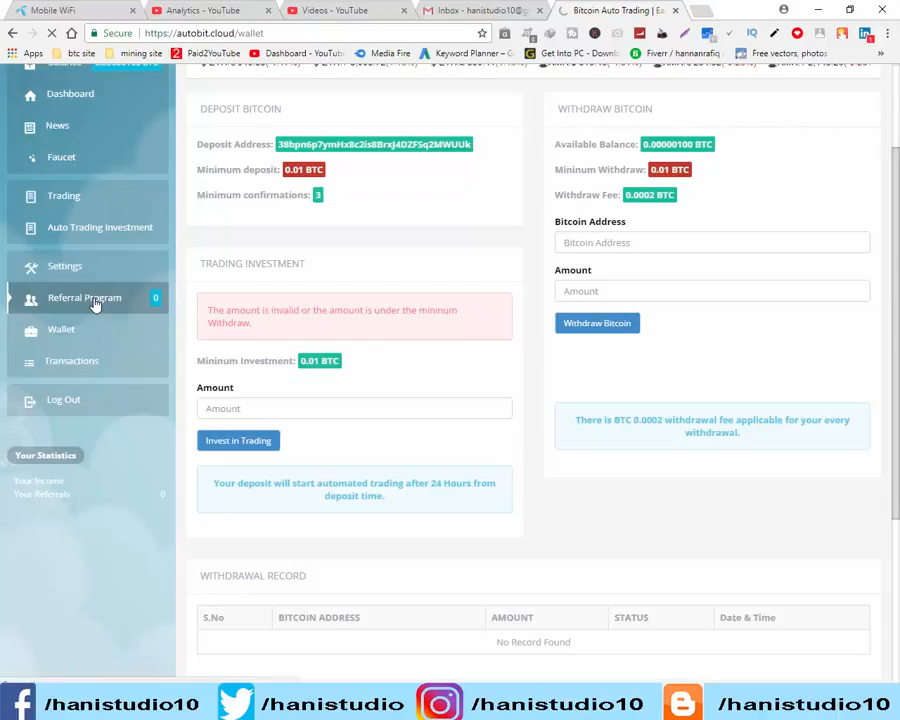 Mobile WiFi
Analytics - YouTube
Videos - YouTube
Inbox - hanistudio10@g
Bitcoin Auto Trading | Ea
Secure
https://autobit.cloud/wallet
Apps
btc site
mining site
Paid2YouTube
Dashboard - YouTu
Media Fire
Keyword Planner - G
Get Into PC - Downl
Fiverr / hannanrafiq
Free vectors, photos
Dashboard
News
Faucet
Trading
Auto Trading Investment
Settings
Referral Program 0
Wallet
Transactions
Log Out
Your Statistics
Your Income
Your Referrals 0
DEPOSIT BITCOIN
Deposit Address: 38bpn6p7ymHx8c2is8BrxJ4DZFSq2MWUUk
Minimum deposit: 0.01 BTC
Minimum confirmations: 3
TRADING INVESTMENT
The amount is invalid or the amount is under the mininum
Withdraw.
Mininum Investment: 0.01 BTC
Amount
Amount
Invest in Trading
Your deposit will start automated trading after 24 Hours from
deposit time.
WITHDRAW BITCOIN
Available Balance: 0.00000100 BTC
Mininum Withdraw: 0.01 BTC
Withdraw Fee: 0.0002 BTC
Bitcoin Address
Bitcoin Address
Amount
Amount
Withdraw Bitcoin
There is BTC 0.0002 withdrawal fee applicable for your every
withdrawal.
WITHDRAWAL RECORD
S.No BITCOIN ADDRESS AMOUNT STATUS Date & Time
No Record Found
/hanistudio10 /hanistudio /hanistudio10 /hanistudio10